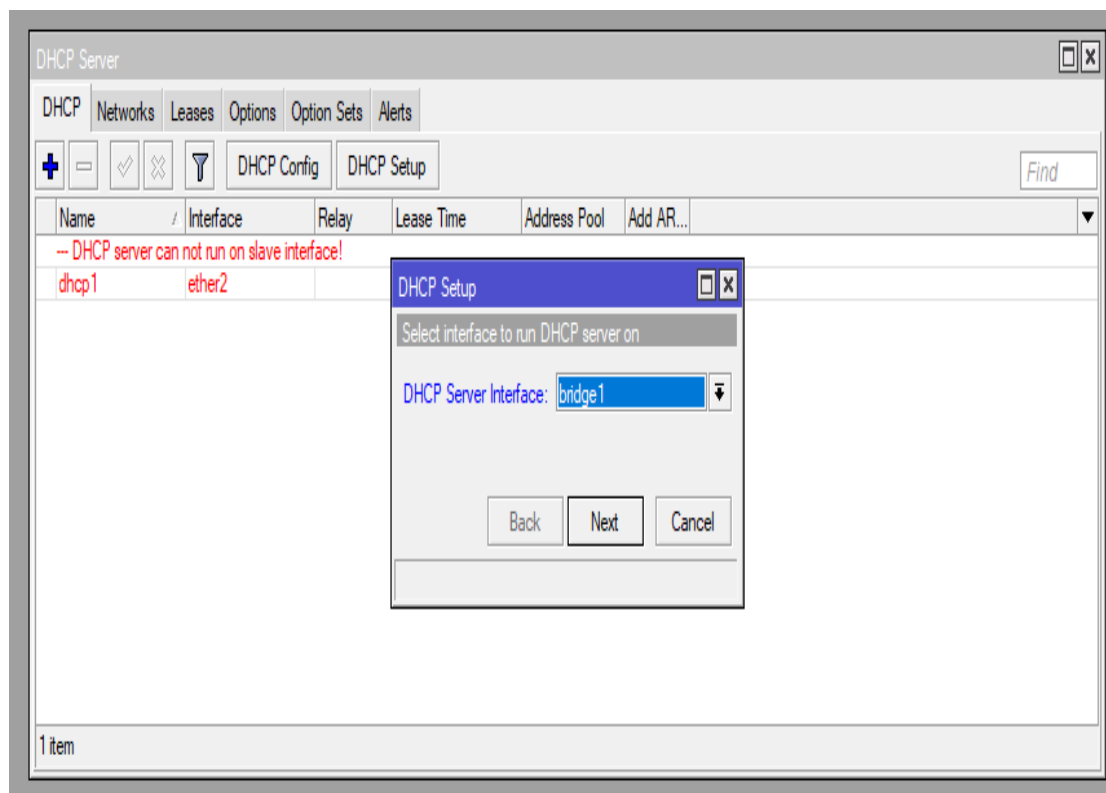 DHCP Server
DHCP Networks Leases Options Option Sets Alerts
DHCP Config DHCP Setup Find
Name / Interface Relay Lease Time Address Pool Add AR...
--- DHCP server can not run on slave interface!
dhcp1 ether2
DHCP Setup
Select interface to run DHCP server on
DHCP Server Interface: bridge1
Back Next Cancel
1 item